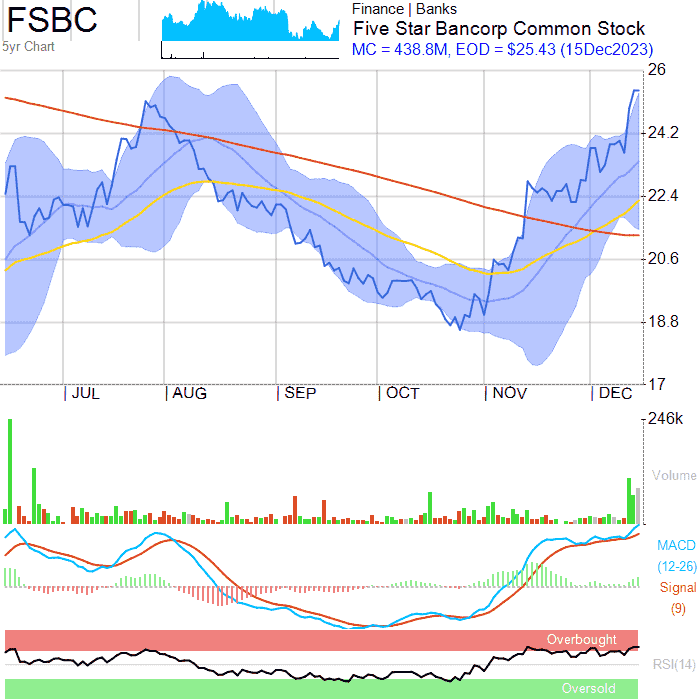 FSBC
5yr Chart
Finance | Banks
Five Star Bancorp Common Stock
MC = 438.8M, EOD = $25.43 (15Dec2023)
26
24.2
22.4
20.6
18.8
17
JUL AUG SEP OCT NOV DEC
246k
Volume
MACD
(12-26)
Signal
(9)
Overbought
RSI(14)
Oversold